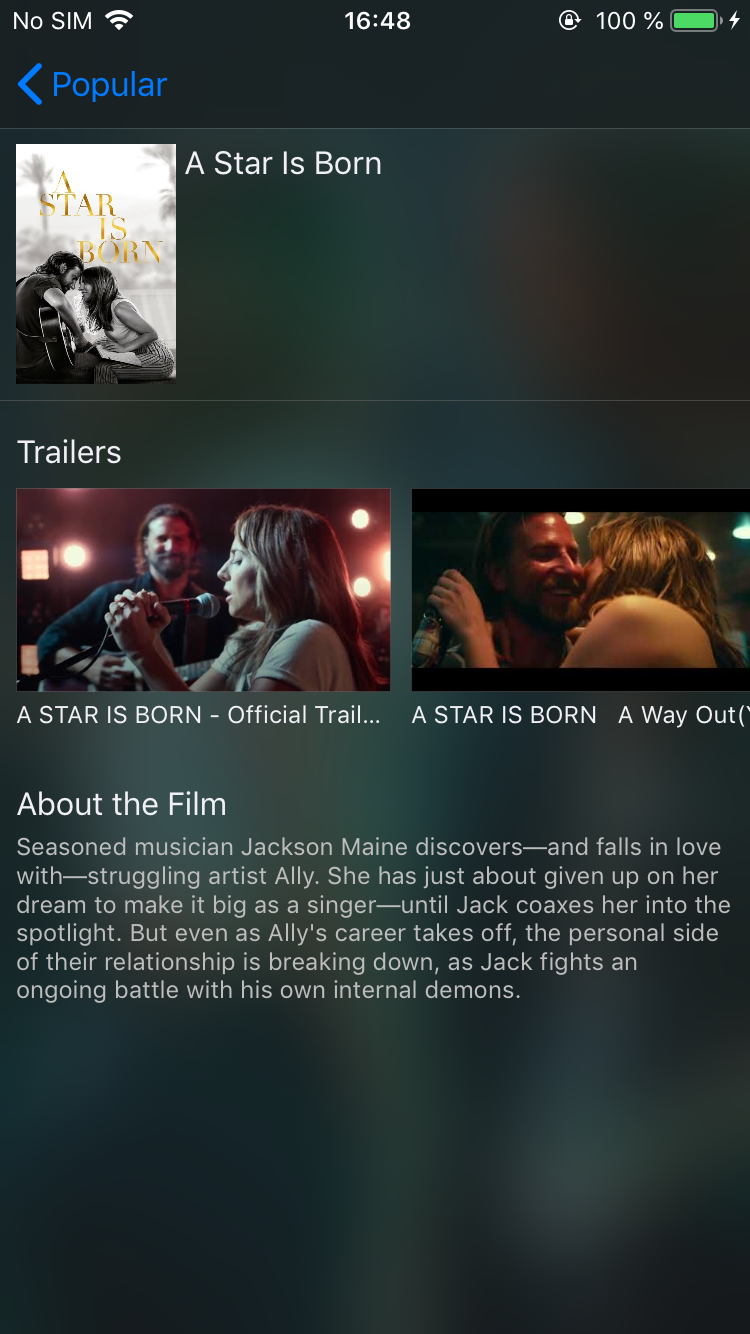 No SIM 16:48 100 %
Popular
A Star Is Born
A
STAR
IS
BORN
Trailers
A STAR IS BORN - Official Trail...
A STAR IS BORN A Way Out(
About the Film
Seasoned musician Jackson Maine discovers—and falls in love
with—struggling artist Ally. She has just about given up on her
dream to make it big as a singer—until Jack coaxes her into the
spotlight. But even as Ally's career takes off, the personal side
of their relationship is breaking down, as Jack fights an
ongoing battle with his own internal demons.